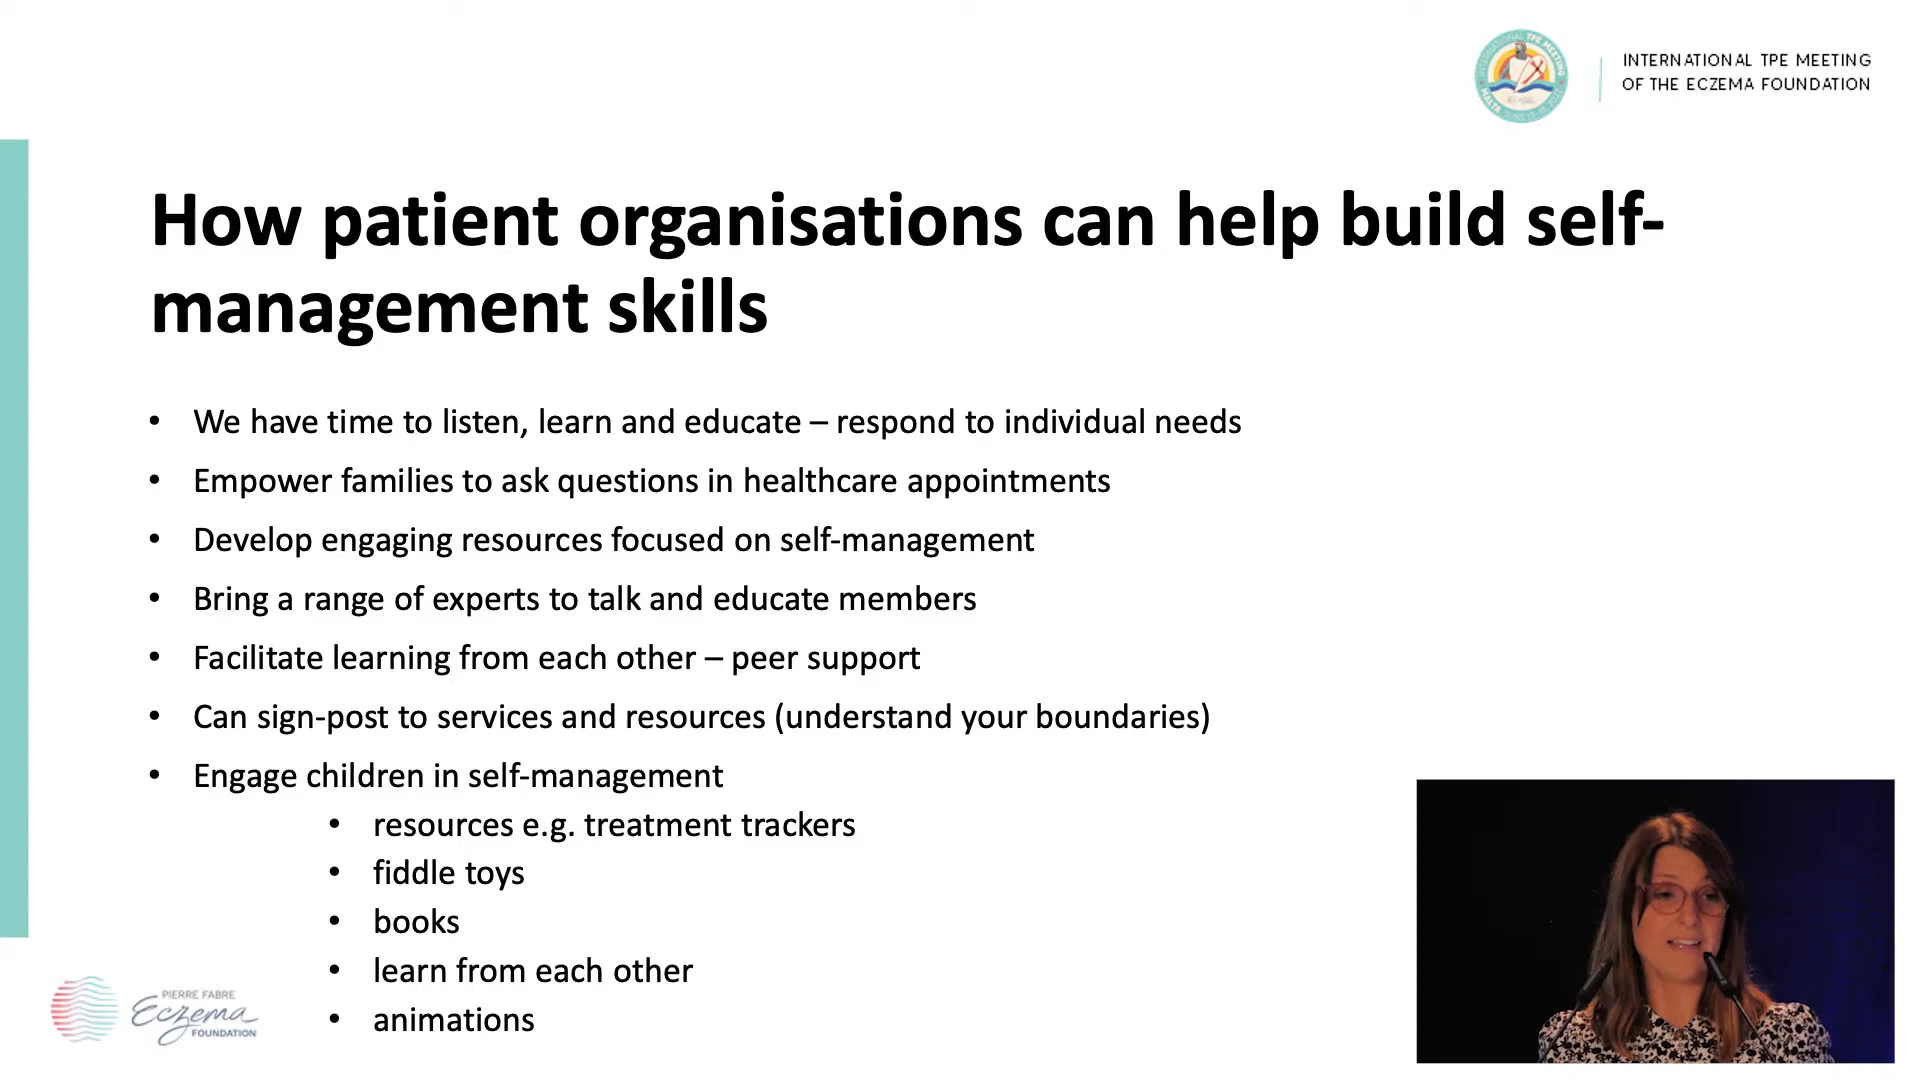 INTERNATIONAL TPE MEETING
OF THE ECZEMA FOUNDATION
INTERNATIONAL TPE MEETING
MALTA
How patient organisations can help build self-
management skills
• We have time to listen, learn and educate – respond to individual needs
• Empower families to ask questions in healthcare appointments
• Develop engaging resources focused on self-management
• Bring a range of experts to talk and educate members
• Facilitate learning from each other – peer support
• Can sign-post to services and resources (understand your boundaries)
• Engage children in self-management
• resources e.g. treatment trackers
• fiddle toys
• books
• learn from each other
• animations
PIERRE FABRE
Eczema
FOUNDATION